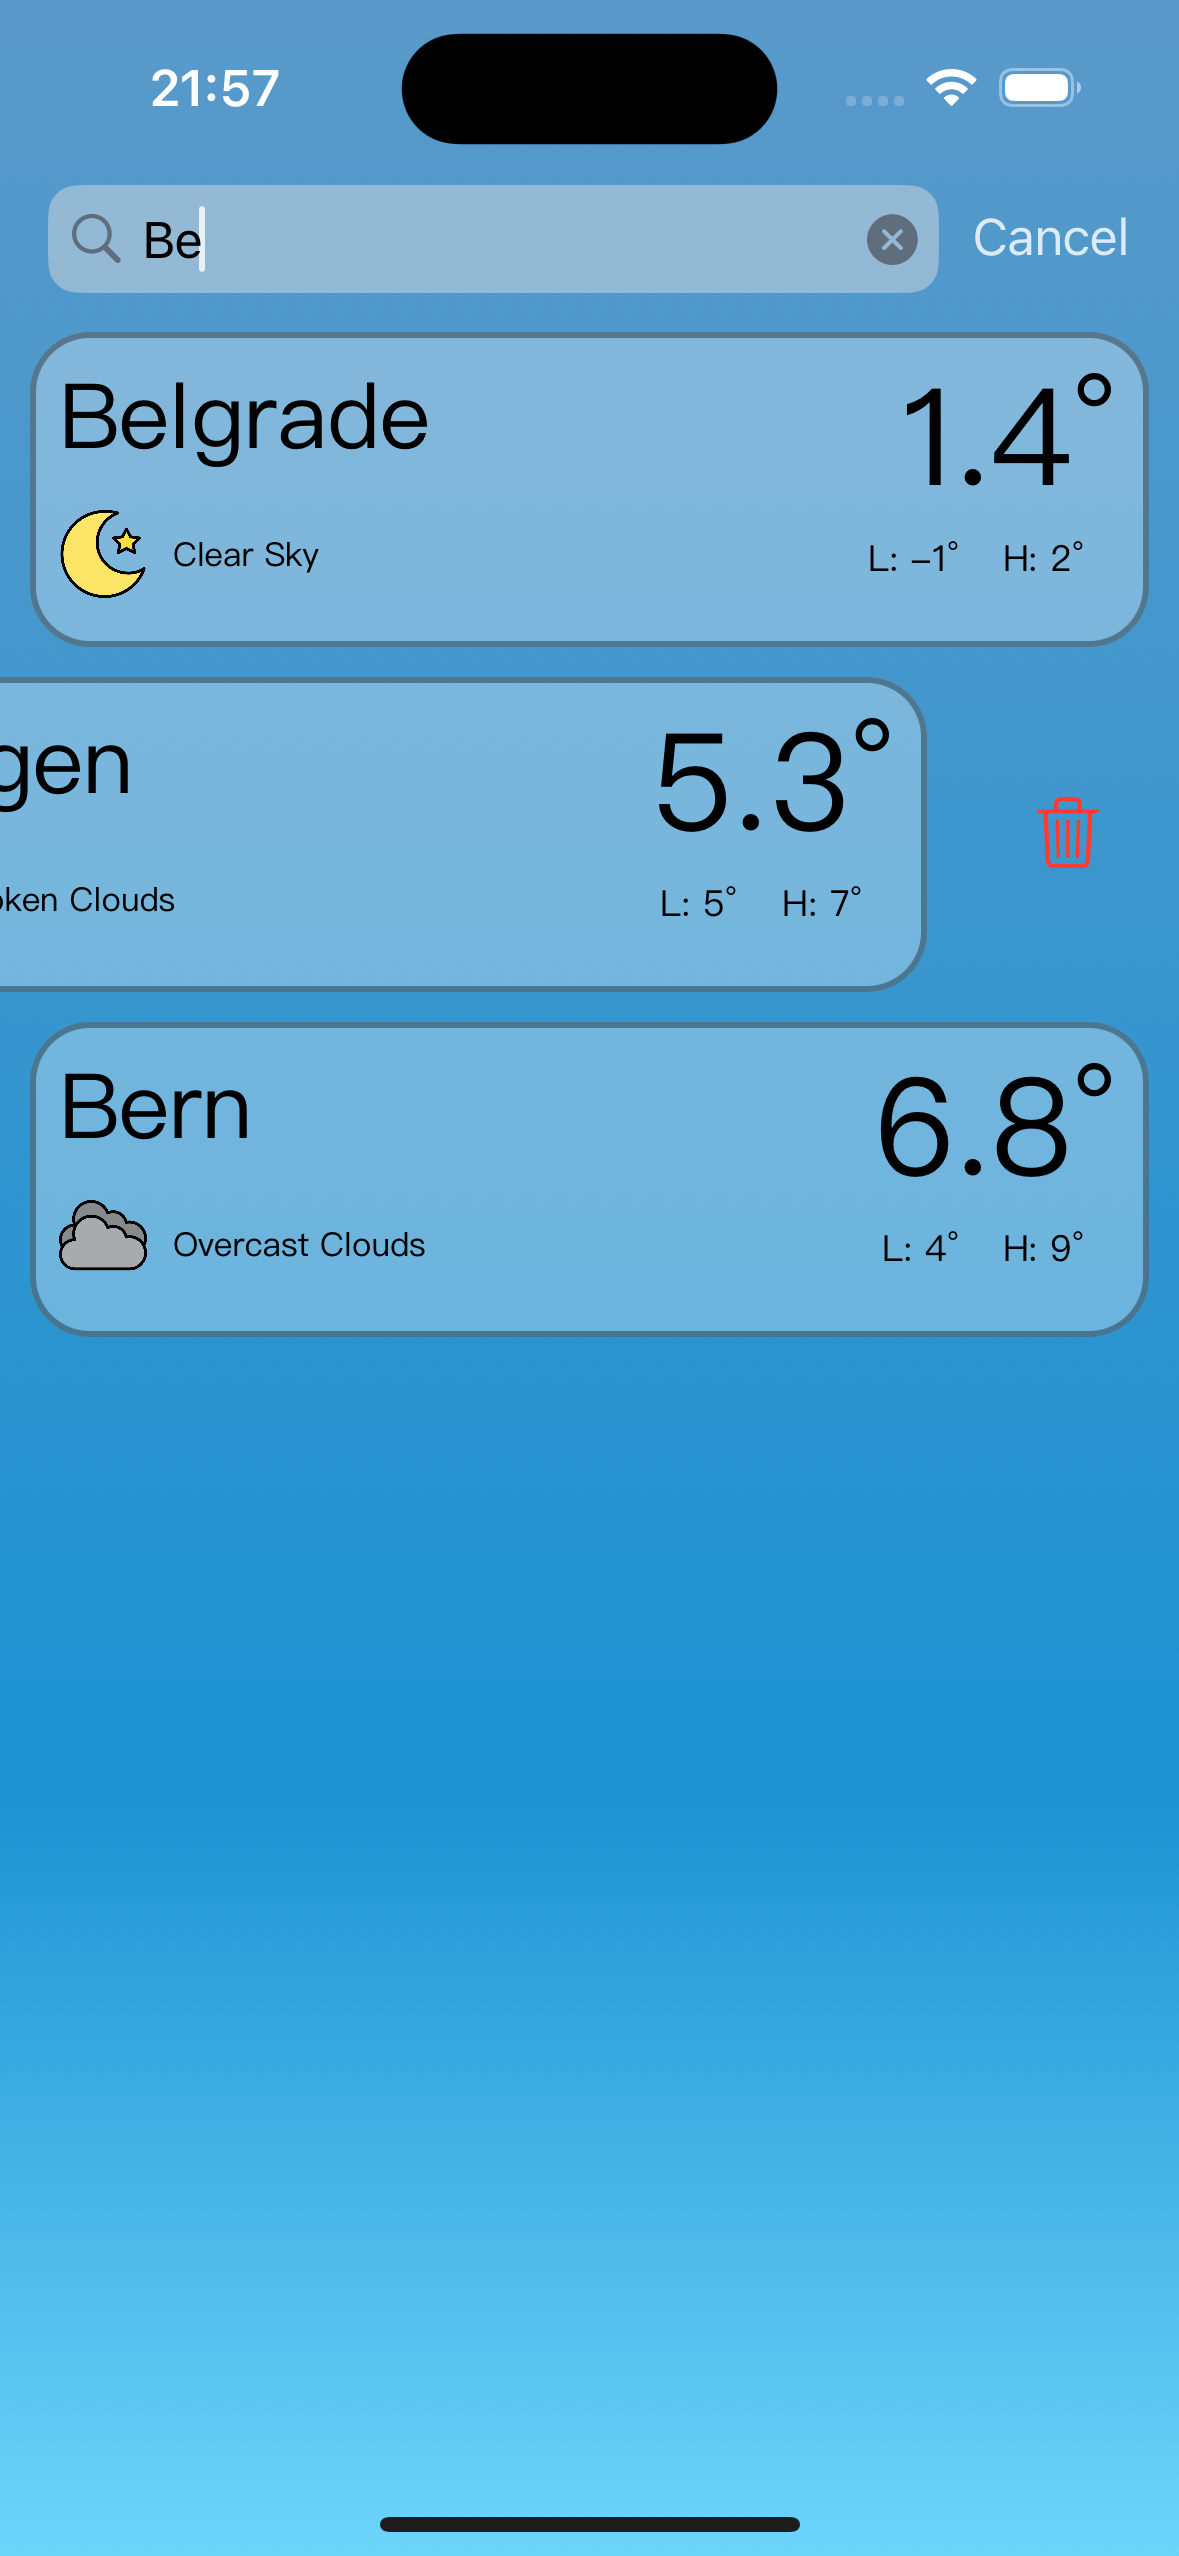 21:57
Be
Cancel
Belgrade
1.4°
Clear Sky
L: –1° H: 2°
gen
5.3°
ken Clouds
L: 5° H: 7°
Bern
6.8°
Overcast Clouds
L: 4° H: 9°